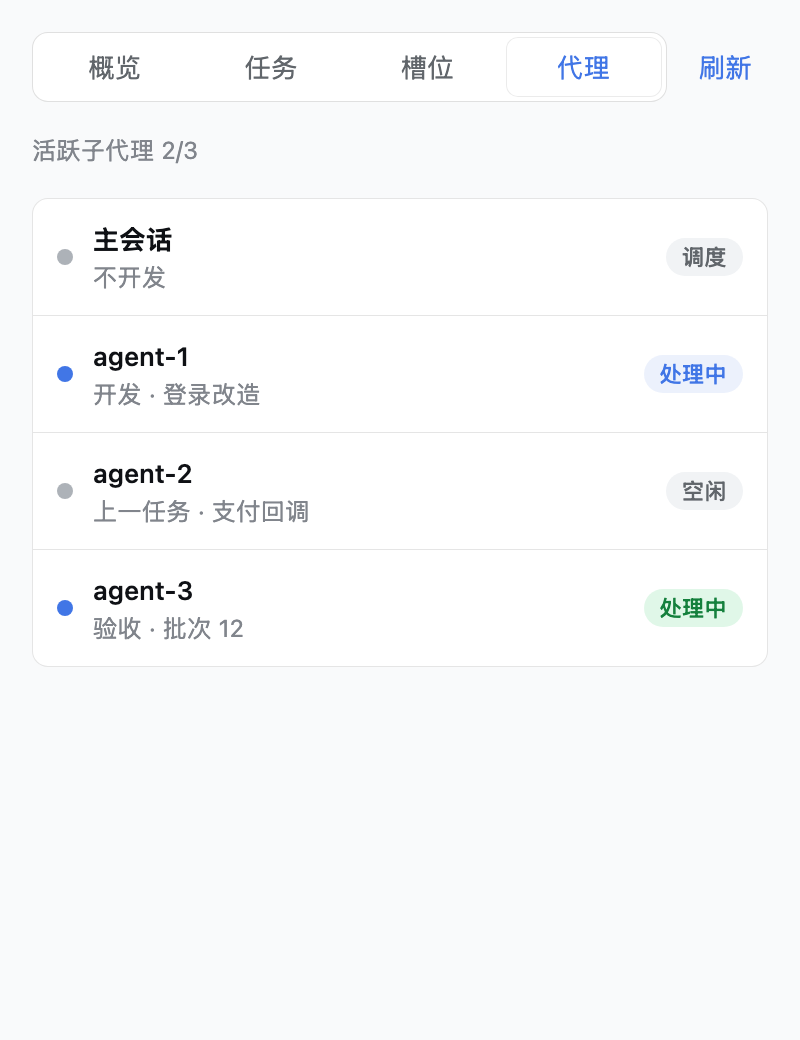 概览 任务 槽位 代理 刷新
活跃子代理 2/3
主会话
不开发
调度
agent-1
开发 · 登录改造
处理中
agent-2
上一任务 · 支付回调
空闲
agent-3
验收 · 批次 12
处理中